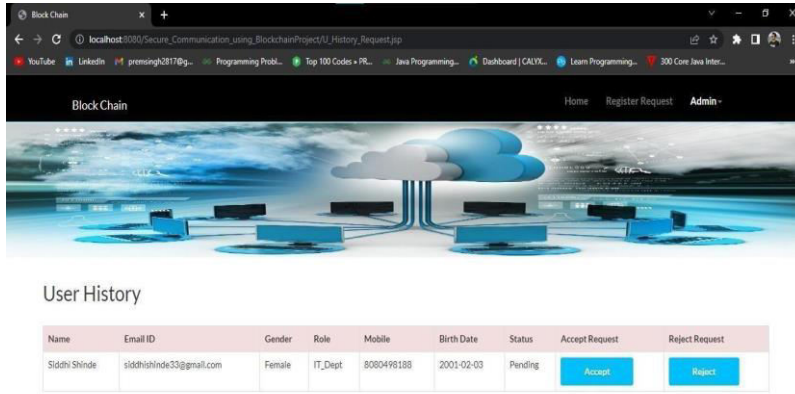 Block Chain
localhost:8080/Secure_Communication_using_BlockchainProject/U_History_Request.jsp
YouTube LinkedIn premsingh2817@g... Programming Probl... Top 100 Codes » PR... Java Programming... Dashboard | CALYX... Learn Programming... 300 Core Java Inter...
Block Chain Home Register Request Admin
User History
Name Email ID Gender Role Mobile Birth Date Status Accept Request Reject Request
Siddhi Shinde siddhishinde33@gmail.com Female IT_Dept 8080498188 2001-02-03 Pending Accept Reject